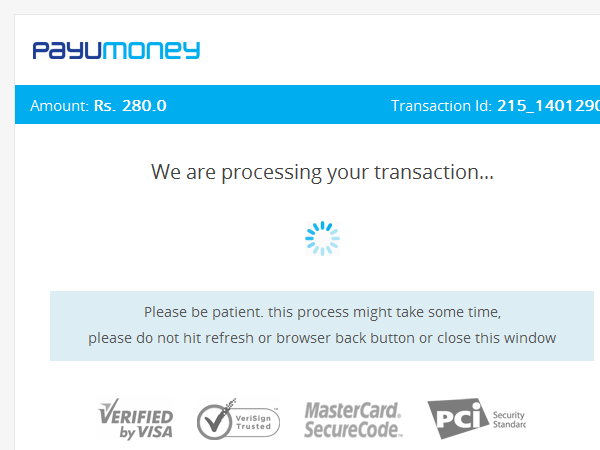 payumoney
Amount: Rs. 280.0 Transaction Id: 215_1401290
We are processing your transaction...
Please be patient. this process might take some time,
please do not hit refresh or browser back button or close this window
VERIFIED
by VISA
VeriSign
Trusted
MasterCard.
SecureCode™
PCi
Security
Standard